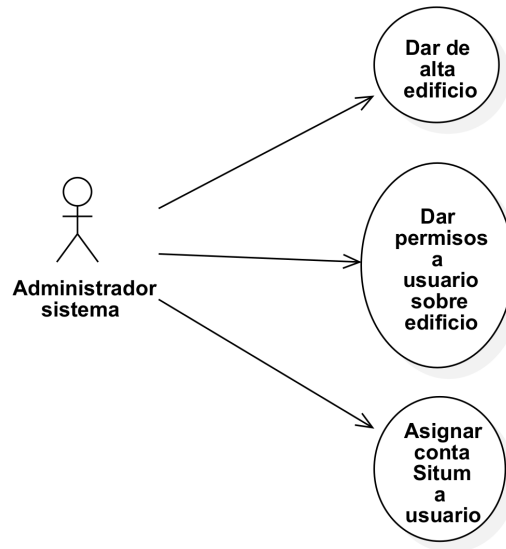 Dar de
alta
edificio
Dar
permisos
a
usuario
sobre
edificio
Administrador
sistema
Asignar
conta
Situm
a
usuario